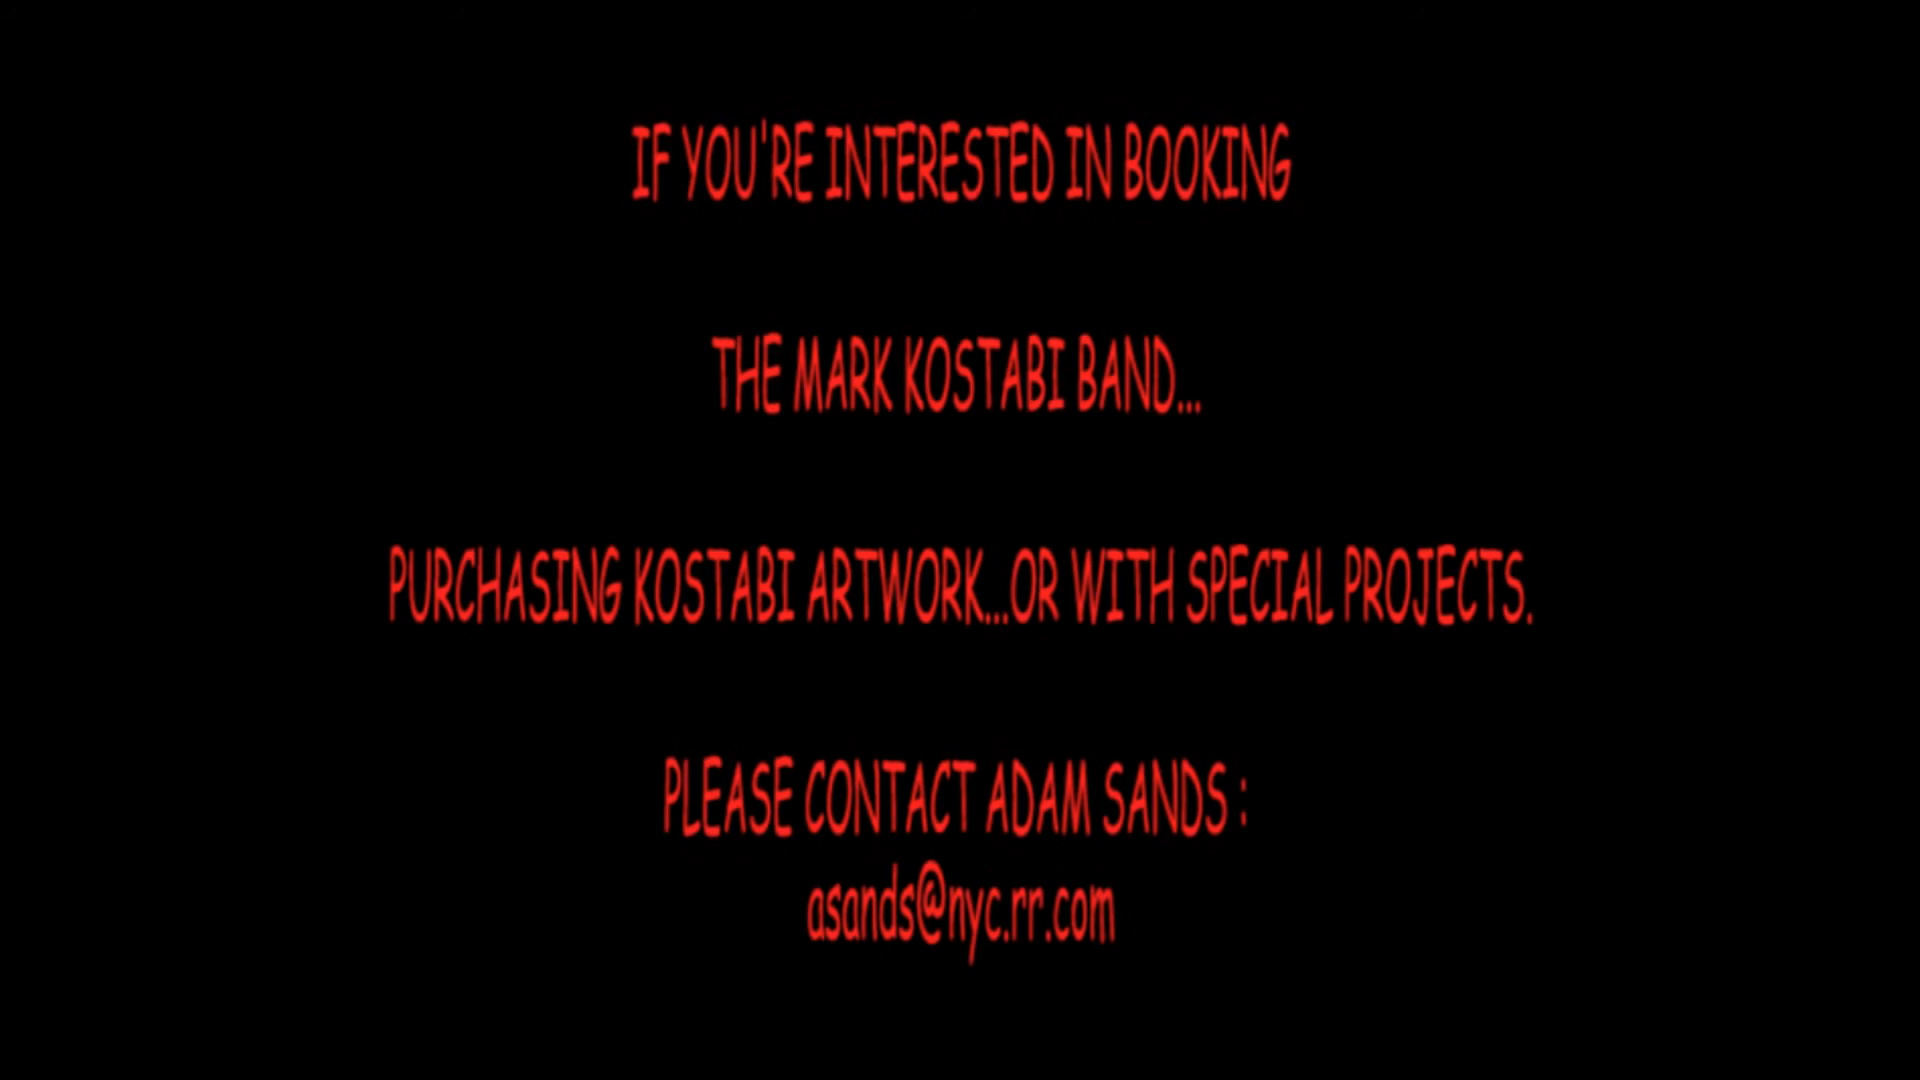 IF YOU'RE INTERESTED IN BOOKING
THE MARK KOSTABI BAND...
PURCHASING KOSTABI ARTWORK...OR WITH SPECIAL PROJECTS.
PLEASE CONTACT ADAM SANDS :
asands@nyc.rr.com